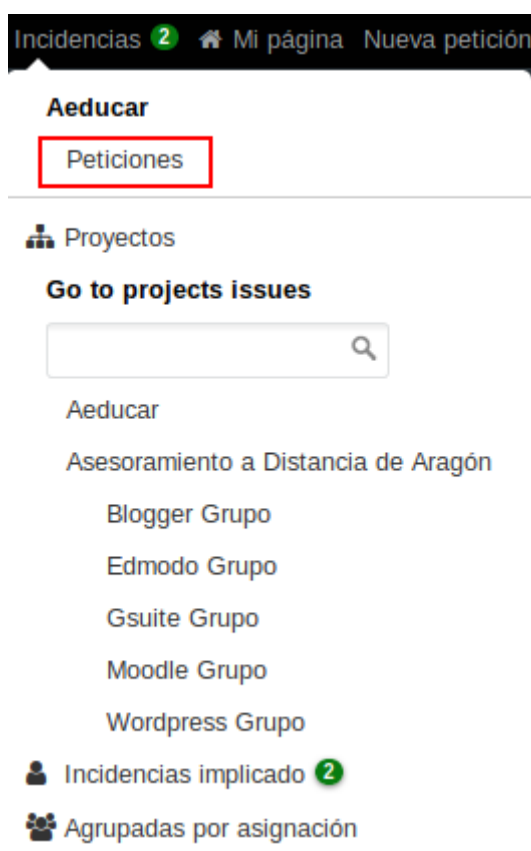 Incidencias 2 Mi página Nueva petición
Aeducar
Peticiones
Proyectos
Go to projects issues
Aeducar
Asesoramiento a Distancia de Aragón
Blogger Grupo
Edmodo Grupo
Gsuite Grupo
Moodle Grupo
Wordpress Grupo
Incidencias implicado 2
Agrupadas por asignación